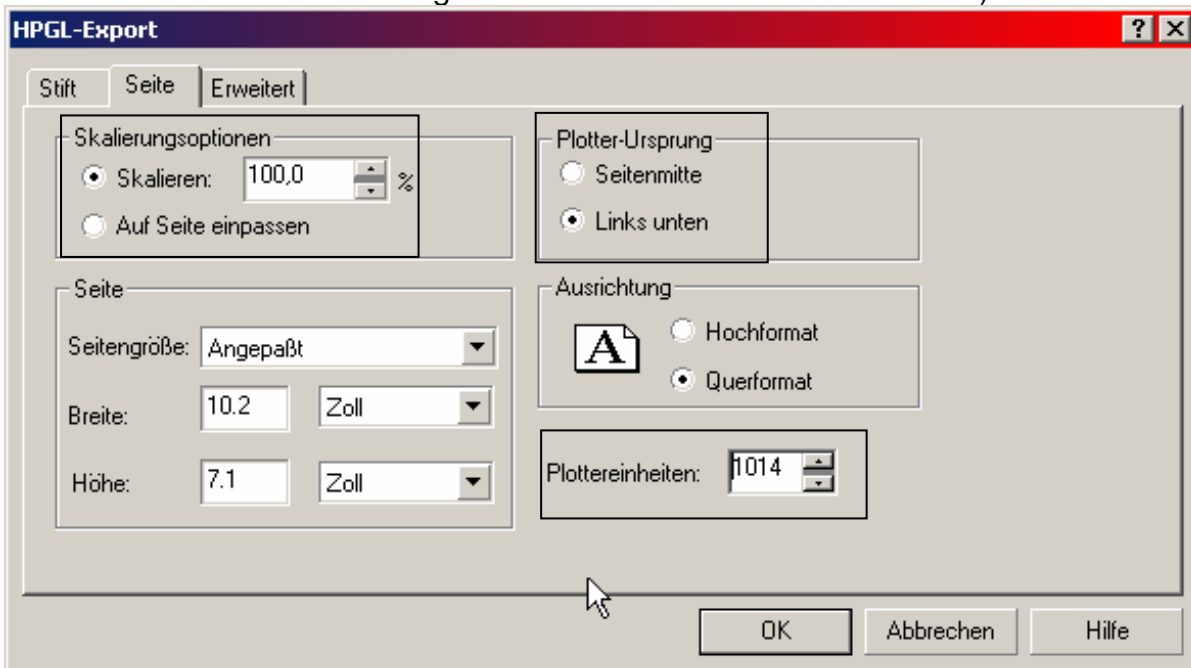 HPGL-Export
Stift Seite Erweitert
Skalierungsoptionen
Skalieren: 100,0 %
Auf Seite einpassen
Plotter-Ursprung
Seitenmitte
Links unten
Seite
Seitengröße: Angepaßt
Breite: 10.2 Zoll
Höhe: 7.1 Zoll
Ausrichtung
A
Hochformat
Querformat
Plottereinheiten: 1014
OK Abbrechen Hilfe